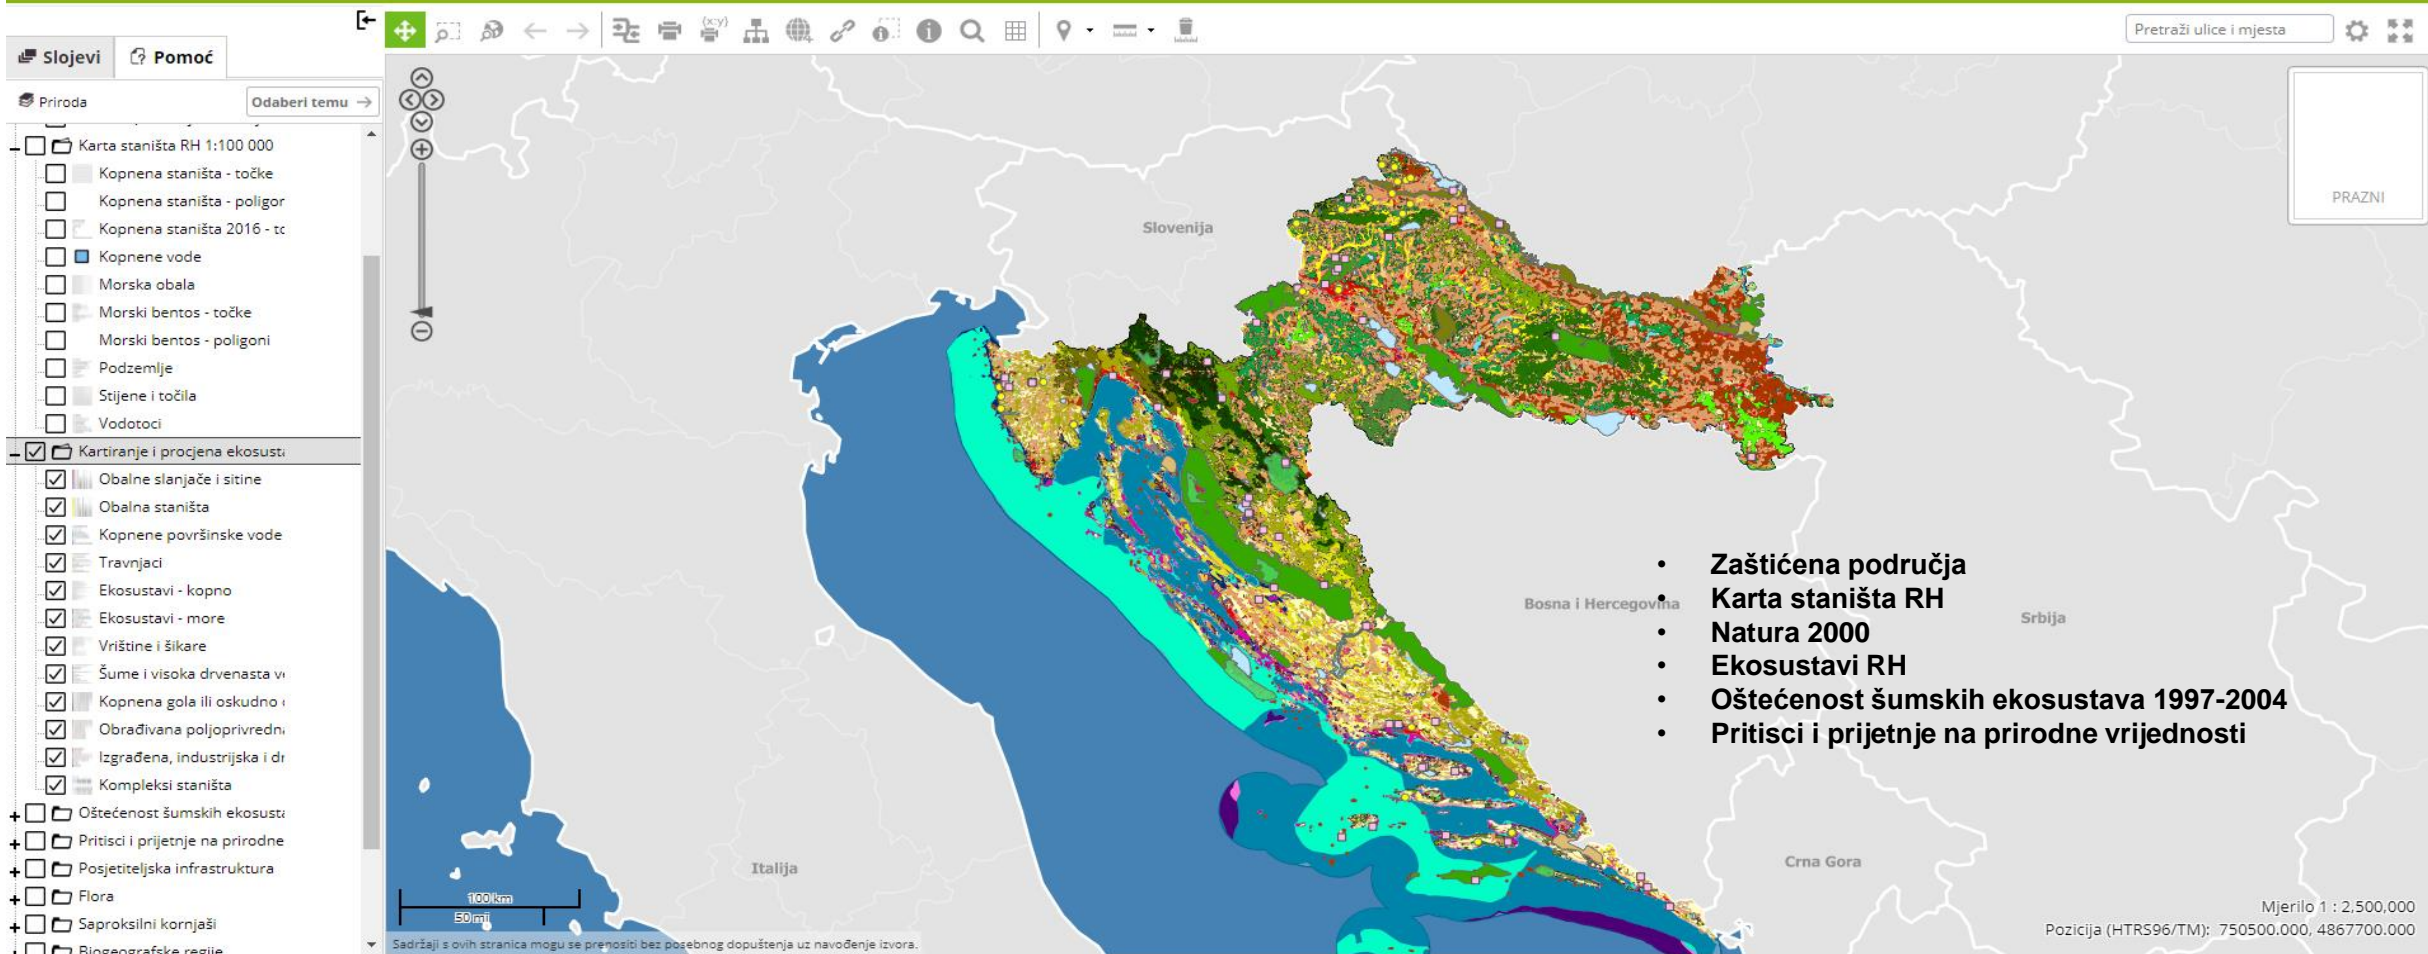 {x:y}
Pretraži ulice i mjesta
Slojevi
Pomoć
Priroda
Odaberi temu →
Karta staništa RH 1:100 000
Kopnena staništa - točke
Kopnena staništa - poligor
Kopnena staništa 2016 - tc
Kopnene vode
Morska obala
Morski bentos - točke
Morski bentos - poligoni
Podzemlje
Stijene i točila
Vodotoci
Kartiranje i procjena ekosusta
Obalne slanjače i sitine
Obalna staništa
Kopnene površinske vode
Travnjaci
Ekosustavi - kopno
Ekosustavi - more
Vrištine i šikare
Šume i visoka drvenasta v
Kopnena gola ili oskudno
Obrađivana poljoprivredn
Izgrađena, industrijska i dr
Kompleksi staništa
Oštećenost šumskih ekosusta
Pritisci i prijetnje na prirodne
Posjetiteljska infrastruktura
Flora
Saproksilni kornjaši
Biogeografske regije
PRAZNI
Slovenija
Bosna i Hercegovina
Srbija
Italija
Crna Gora
• Zaštićena područja
• Karta staništa RH
• Natura 2000
• Ekosustavi RH
• Oštećenost šumskih ekosustava 1997-2004
• Pritisci i prijetnje na prirodne vrijednosti
100 km
50 mi
Sadržaji s ovih stranica mogu se prenositi bez posebnog dopuštenja uz navođenje izvora.
Mjerilo 1 : 2,500,000
Pozicija (HTRS96/TM): 750500.000, 4867700.000